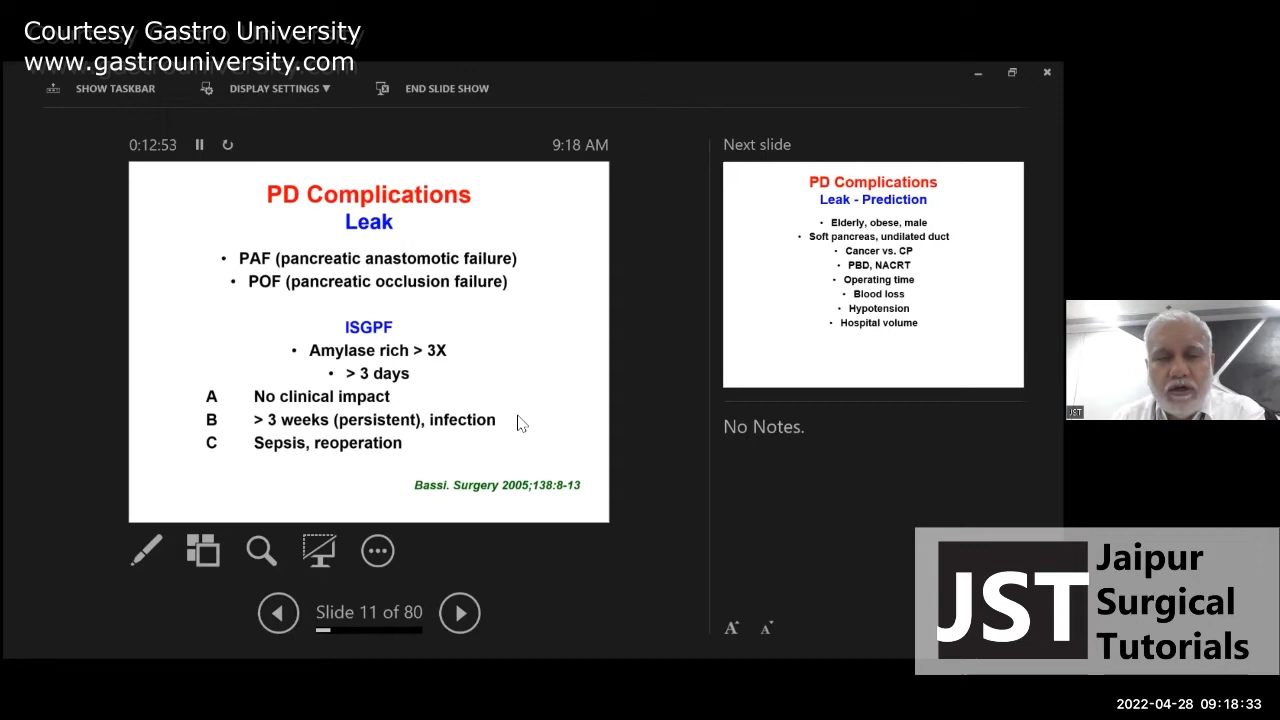 Courtesy Gastro University
www.gastrouniversity.com
SHOW TASKBAR
DISPLAY SETTINGS ▼
END SLIDE SHOW
0:12:53
9:18 AM
PD Complications
Leak
• PAF (pancreatic anastomotic failure)
• POF (pancreatic occlusion failure)
ISGPF
• Amylase rich > 3X
• > 3 days
A No clinical impact
B > 3 weeks (persistent), infection
C Sepsis, reoperation
Bassi. Surgery 2005;138:8-13
Slide 11 of 80
Next slide
PD Complications
Leak - Prediction
• Elderly, obese, male
• Soft pancreas, undilated duct
• Cancer vs. CP
• PBD, NACRT
• Operating time
• Blood loss
• Hypotension
• Hospital volume
No Notes.
A A
JST
JST
Jaipur
Surgical
Tutorials
2022-04-28 09:18:33